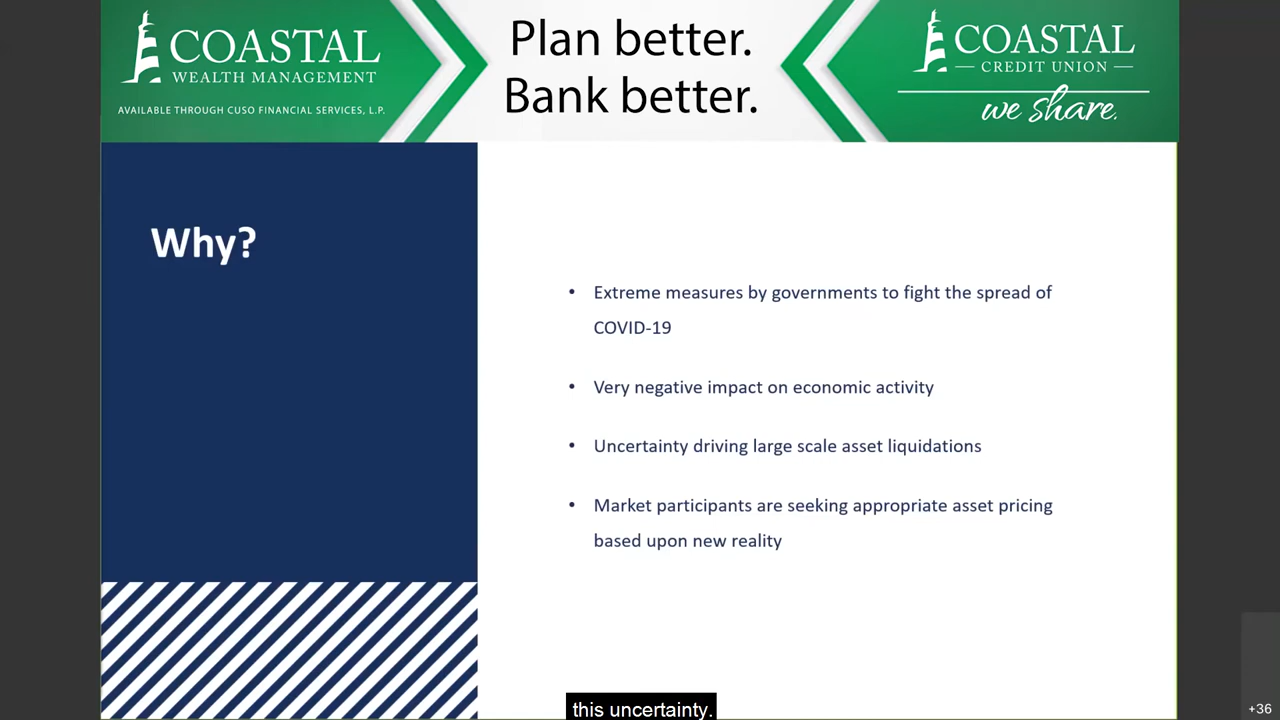 COASTAL
WEALTH MANAGEMENT
AVAILABLE THROUGH CUSO FINANCIAL SERVICES, L.P.
Plan better.
Bank better.
COASTAL
CREDIT UNION
we share.
Why?
• Extreme measures by governments to fight the spread of
COVID-19
• Very negative impact on economic activity
• Uncertainty driving large scale asset liquidations
• Market participants are seeking appropriate asset pricing
based upon new reality
this uncertainty.
+36